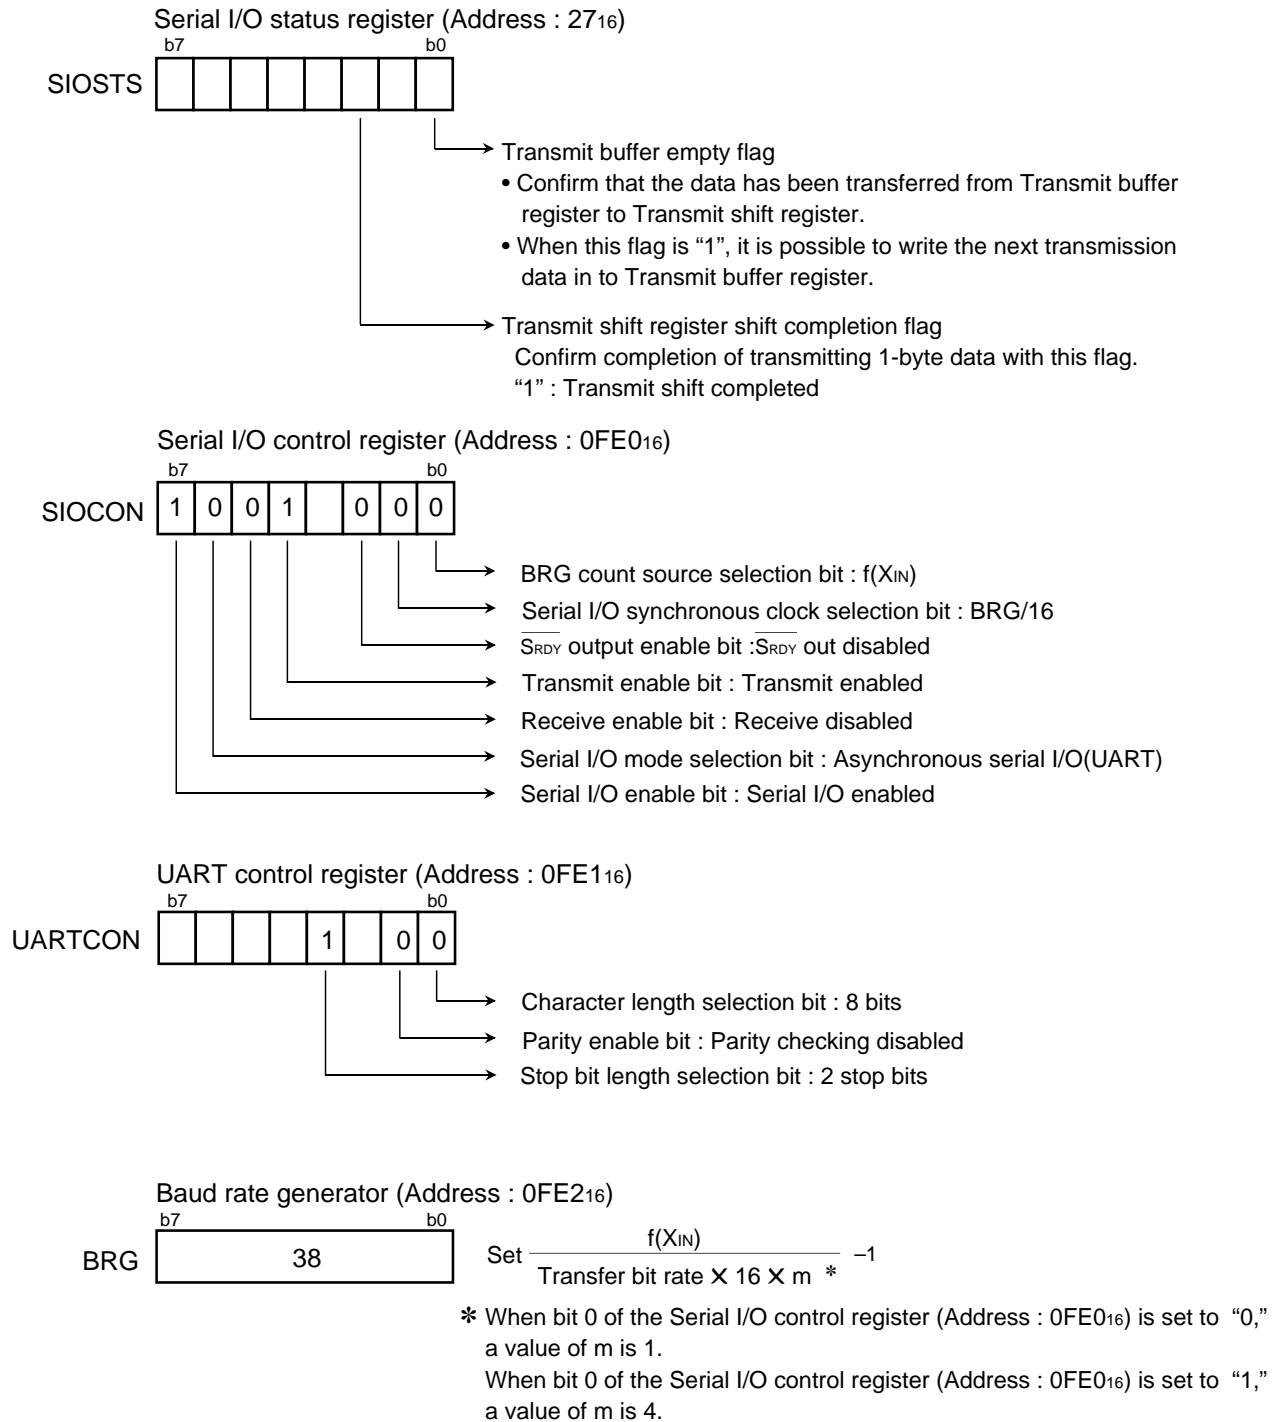 Serial I/O status register (Address : 2716)
b7 b0
SIOSTS
Transmit buffer empty flag
• Confirm that the data has been transferred from Transmit buffer
register to Transmit shift register.
• When this flag is “1”, it is possible to write the next transmission
data in to Transmit buffer register.
Transmit shift register shift completion flag
Confirm completion of transmitting 1-byte data with this flag.
“1” : Transmit shift completed
Serial I/O control register (Address : 0FE016)
b7 b0
SIOCON 1 0 0 1 0 0 0
BRG count source selection bit : f(XIN)
Serial I/O synchronous clock selection bit : BRG/16
SRDY output enable bit :SRDY out disabled
Transmit enable bit : Transmit enabled
Receive enable bit : Receive disabled
Serial I/O mode selection bit : Asynchronous serial I/O(UART)
Serial I/O enable bit : Serial I/O enabled
UART control register (Address : 0FE116)
b7 b0
UARTCON 1 0 0
Character length selection bit : 8 bits
Parity enable bit : Parity checking disabled
Stop bit length selection bit : 2 stop bits
Baud rate generator (Address : 0FE216)
b7 b0
BRG 38
f(XIN)
Set –1
Transfer bit rate ✕ 16 ✕ m ＊
＊ When bit 0 of the Serial I/O control register (Address : 0FE016) is set to “0,”
a value of m is 1.
When bit 0 of the Serial I/O control register (Address : 0FE016) is set to “1,”
a value of m is 4.